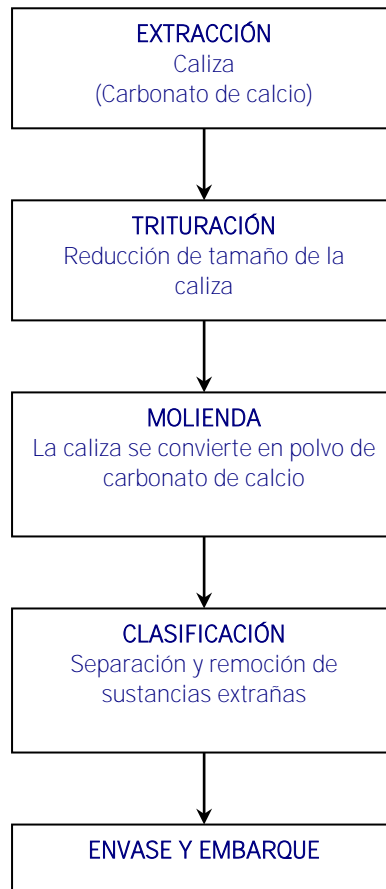 EXTRACCIÓN
Caliza
(Carbonato de calcio)
TRITURACIÓN
Reducción de tamaño de la
caliza
MOLIENDA
La caliza se convierte en polvo de
carbonato de calcio
CLASIFICACIÓN
Separación y remoción de
sustancias extrañas
ENVASE Y EMBARQUE